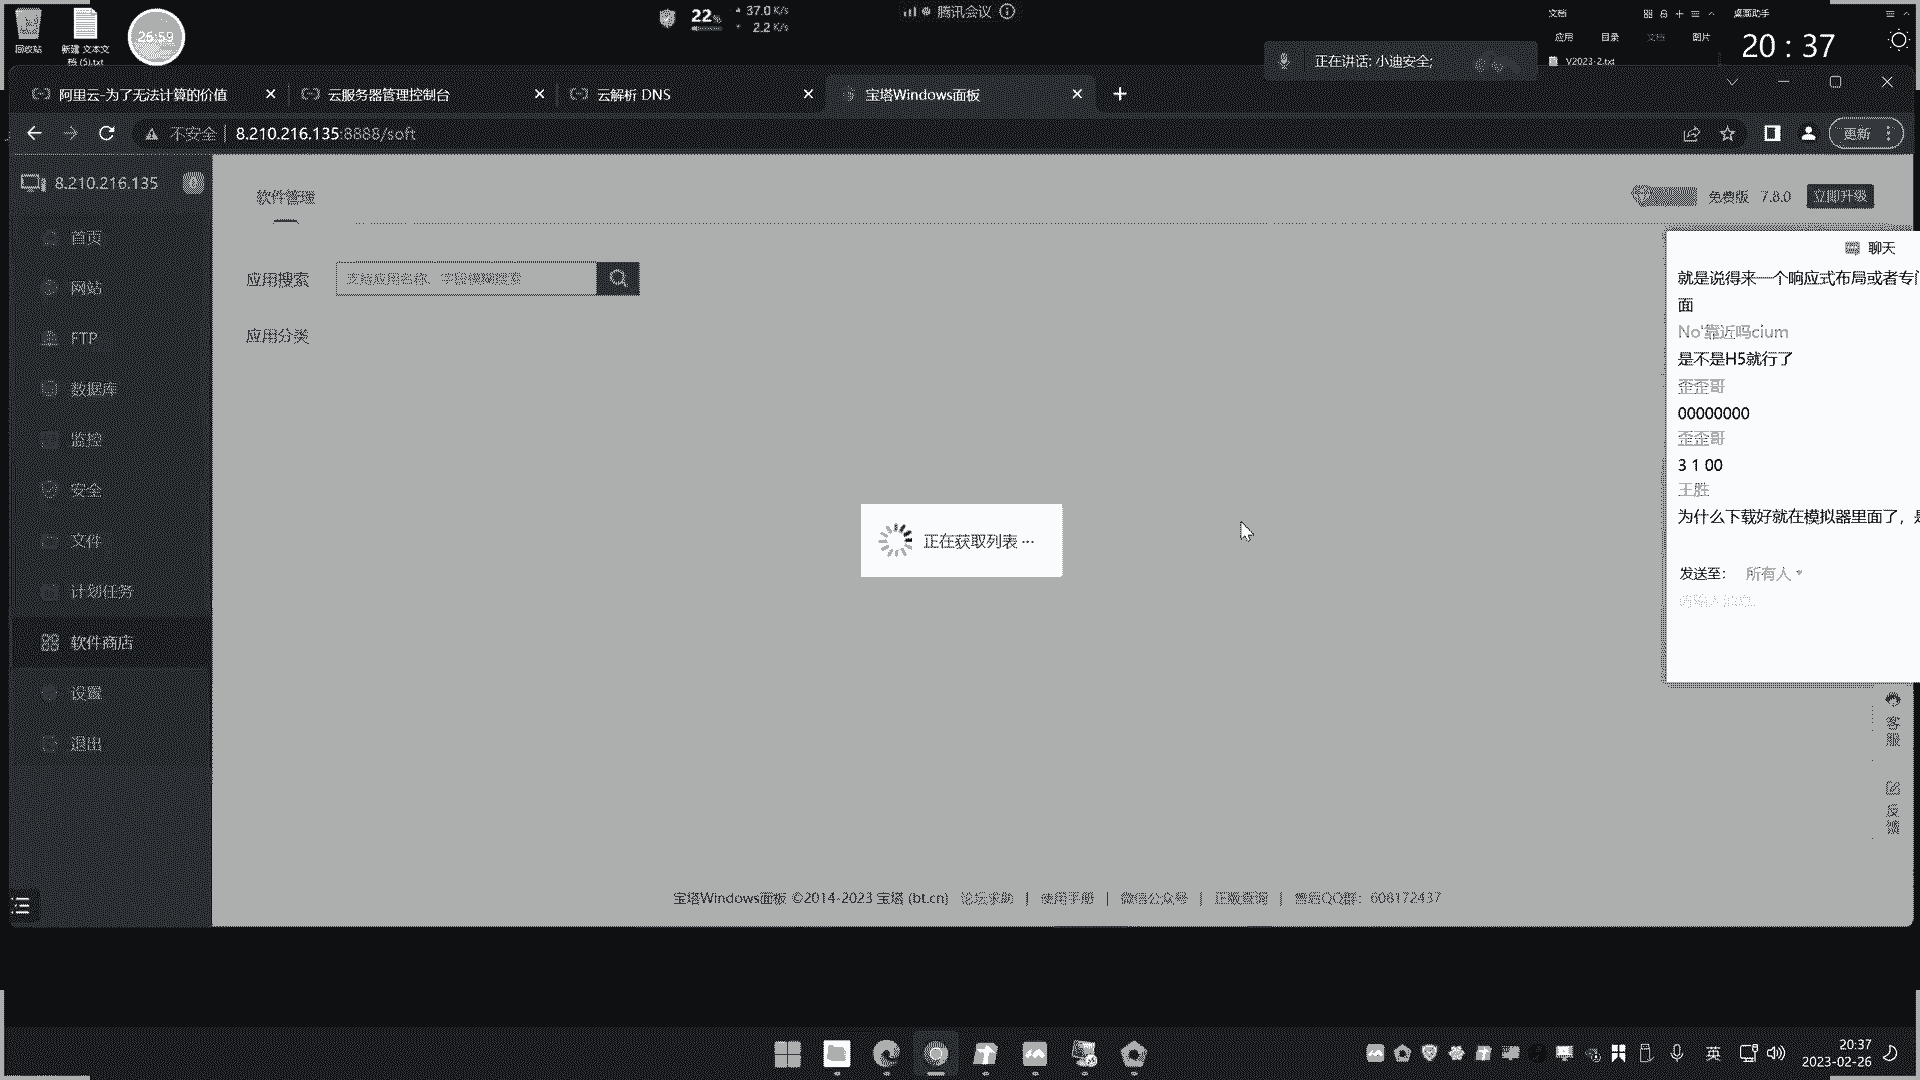 回收站
新建 文本文
档 (5).txt
26:59
22%
37.0 K/s
2.2 K/s
腾讯会议
文档
桌面助手
应用 目录 文档 图片
V2023-2.txt
20 : 37
正在讲话: 小迪安全;
阿里云-为了无法计算的价值
云服务器管理控制台
云解析 DNS
宝塔Windows面板
不安全
8.210.216.135:8888/soft
更新
8.210.216.135
0
首页
网站
FTP
数据库
监控
安全
文件
计划任务
软件商店
设置
退出
软件管理
免费版 7.8.0 立即升级
应用搜索
支持应用名称、字段模糊搜索
应用分类
正在获取列表 ...
聊天
就是说得来一个响应式布局或者专门
面
No'靠近吗cium
是不是H5就行了
歪歪哥
00000000
歪歪哥
3 1 00
王胜
为什么下载好就在模拟器里面了，
发送至： 所有人
客服
反馈
宝塔Windows面板 ©2014-2023 宝塔 (bt.cn) 论坛求助 | 使用手册 | 微信公众号 | 正版查询 | 售后QQ群：608172437
英
20:37
2023-02-26